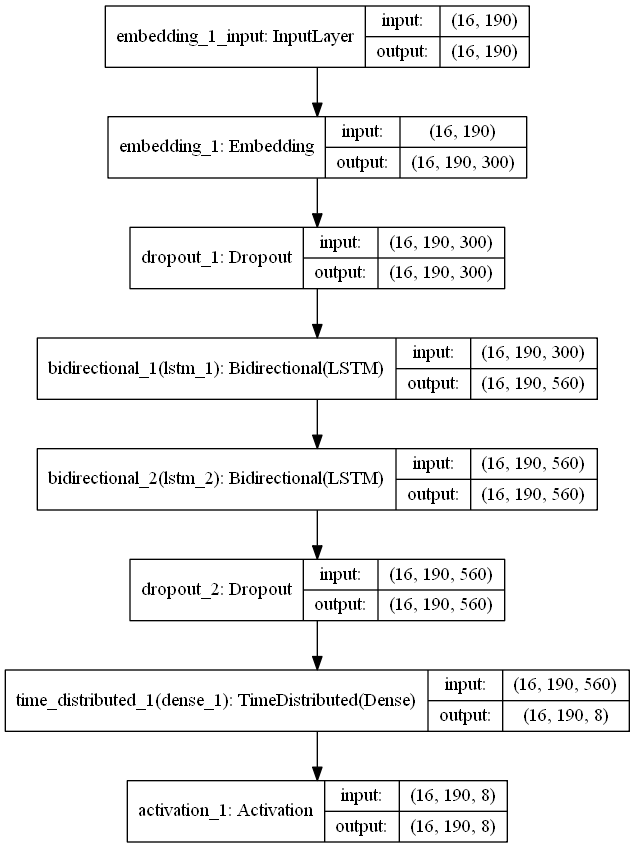 embedding_1_input: InputLayer input: (16, 190)
output: (16, 190)
embedding_1: Embedding input: (16, 190)
output: (16, 190, 300)
dropout_1: Dropout input: (16, 190, 300)
output: (16, 190, 300)
bidirectional_1(lstm_1): Bidirectional(LSTM) input: (16, 190, 300)
output: (16, 190, 560)
bidirectional_2(lstm_2): Bidirectional(LSTM) input: (16, 190, 560)
output: (16, 190, 560)
dropout_2: Dropout input: (16, 190, 560)
output: (16, 190, 560)
time_distributed_1(dense_1): TimeDistributed(Dense) input: (16, 190, 560)
output: (16, 190, 8)
activation_1: Activation input: (16, 190, 8)
output: (16, 190, 8)